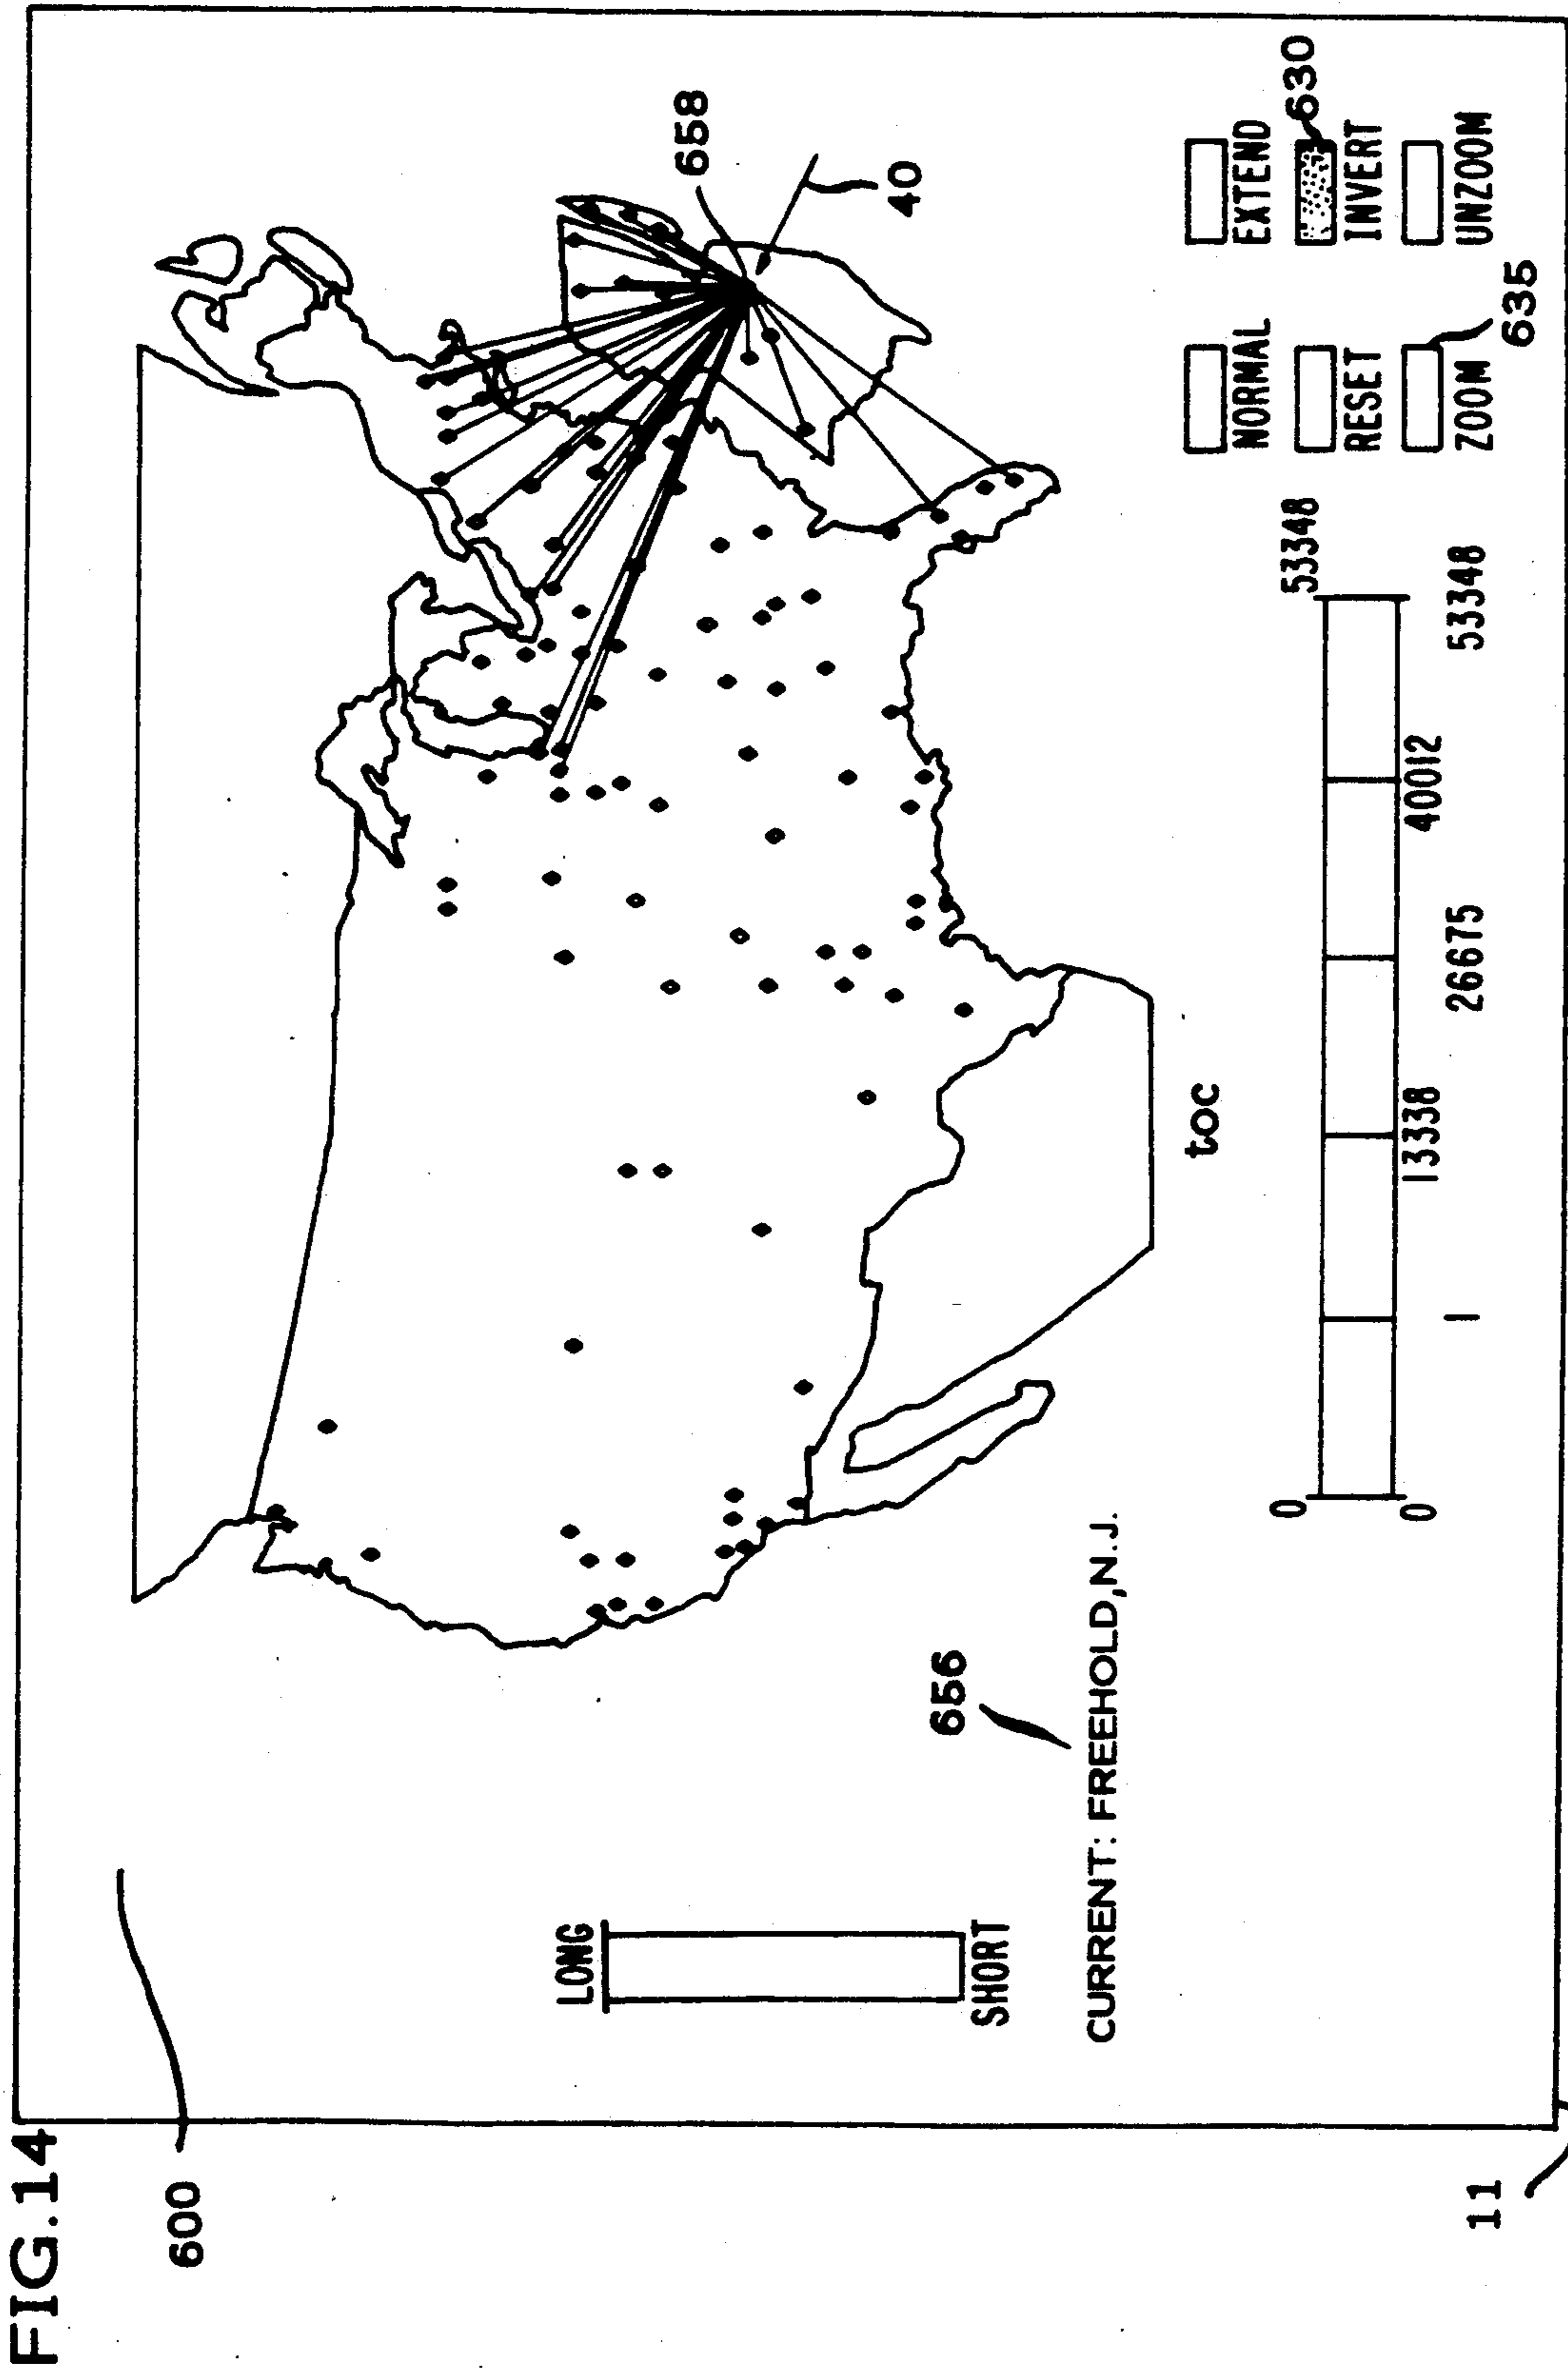 FIG.14
600
658
40
LONG
SHORT
656
CURRENT: FREEHOLD,N.J.
toc
NORMAL
EXTEND
RESET
INVERT
630
ZOOM
UNZOOM
635
0
53348
0
13338
40012
1
26675
53348
11